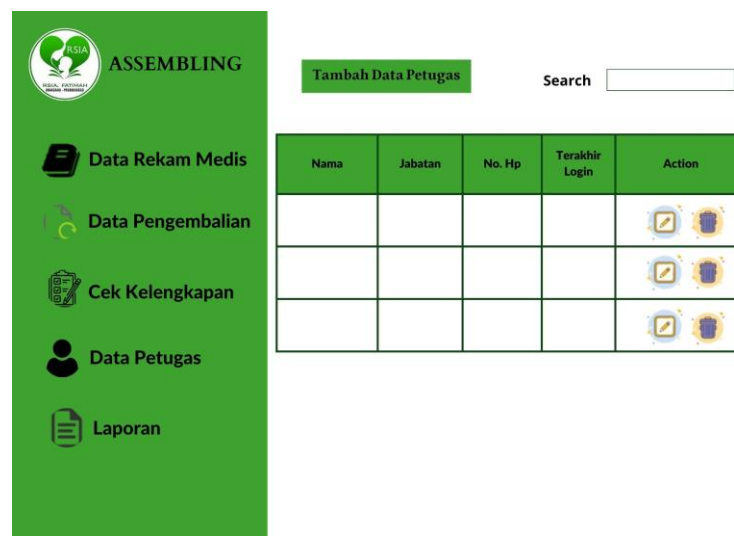 RSIA
RSIA. FATIMAH
ASSEMBLING
Data Rekam Medis
Data Pengembalian
Cek Kelengkapan
Data Petugas
Laporan
Tambah Data Petugas
Search
Nama Jabatan No. Hp Terakhir Login Action